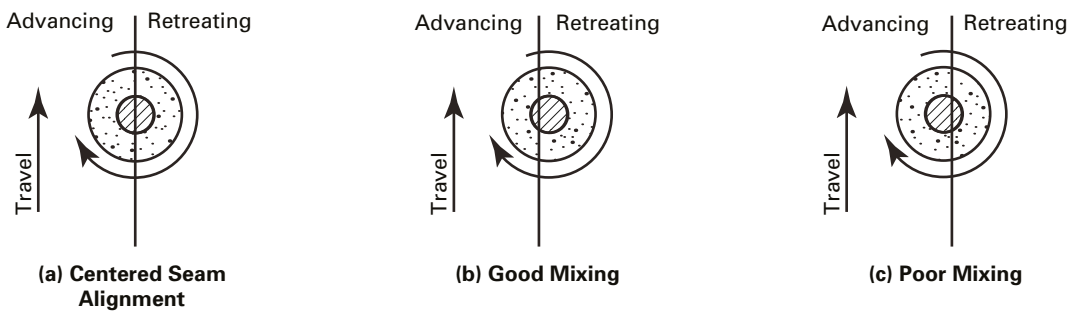 Advancing Retreating
Travel
(a) Centered Seam
Alignment
Advancing Retreating
Travel
(b) Good Mixing
Advancing Retreating
Travel
(c) Poor Mixing